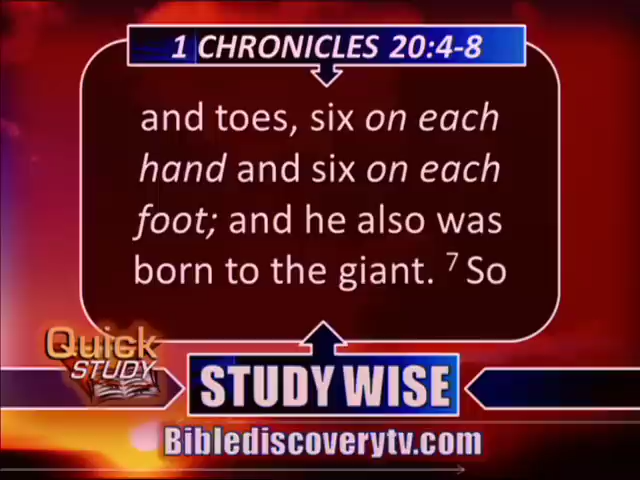 1 CHRONICLES 20:4-8
and toes, six on each
hand and six on each
foot; and he also was
born to the giant. 7 So
Quick
STUDY
STUDY WISE
Biblediscoverytv.com